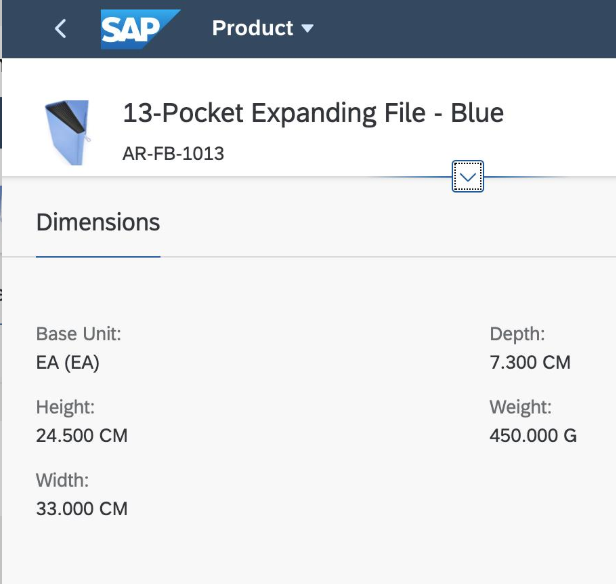 SAP Product
13-Pocket Expanding File - Blue
AR-FB-1013
Dimensions
Base Unit:
EA (EA)
Height:
24.500 CM
Width:
33.000 CM
Depth:
7.300 CM
Weight:
450.000 G